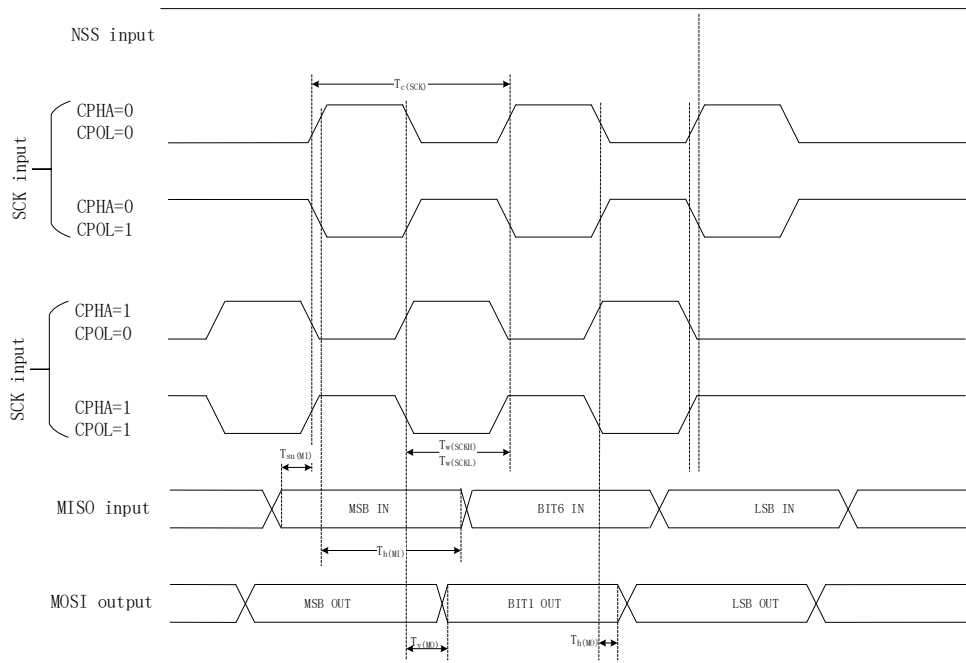 NSS input
Tc(SCK)
SCK input
CPHA=0
CPOL=0
CPHA=0
CPOL=1
SCK input
CPHA=1
CPOL=0
CPHA=1
CPOL=1
Tw(SCKH)
Tw(SCKL)
Tsu(MI)
MISO input
MSB IN
BIT6 IN
LSB IN
Th(MI)
MOSI output
MSB OUT
BIT1 OUT
LSB OUT
Tv(MO)
Th(MO)